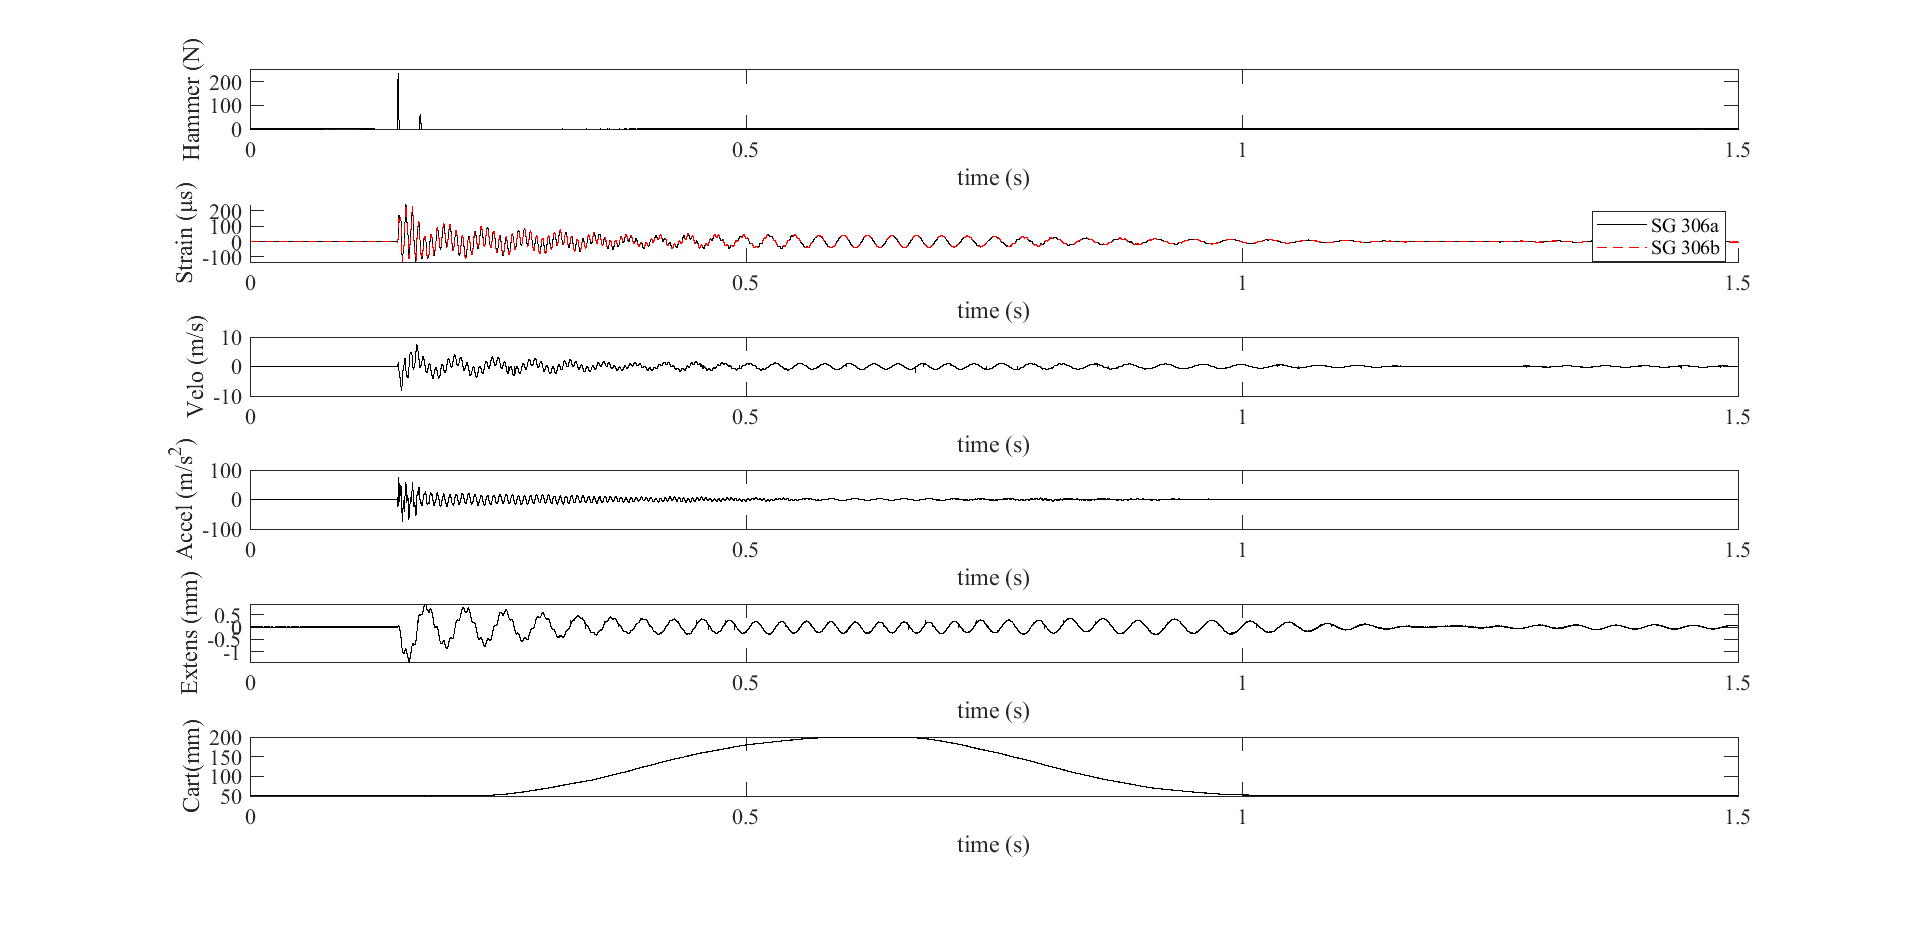 Hammer (N)
200
100
0
0 0.5 1 1.5
time (s)
Strain (μs)
200
100
0
-100
SG 306a
SG 306b
0 0.5 1 1.5
time (s)
Velo (m/s)
10
0
-10
0 0.5 1 1.5
time (s)
Accel (m/s²)
100
0
-100
0 0.5 1 1.5
time (s)
Extens (mm)
0.5
0
-0.5
-1
0 0.5 1 1.5
time (s)
Cart(mm)
200
150
100
50
0 0.5 1 1.5
time (s)